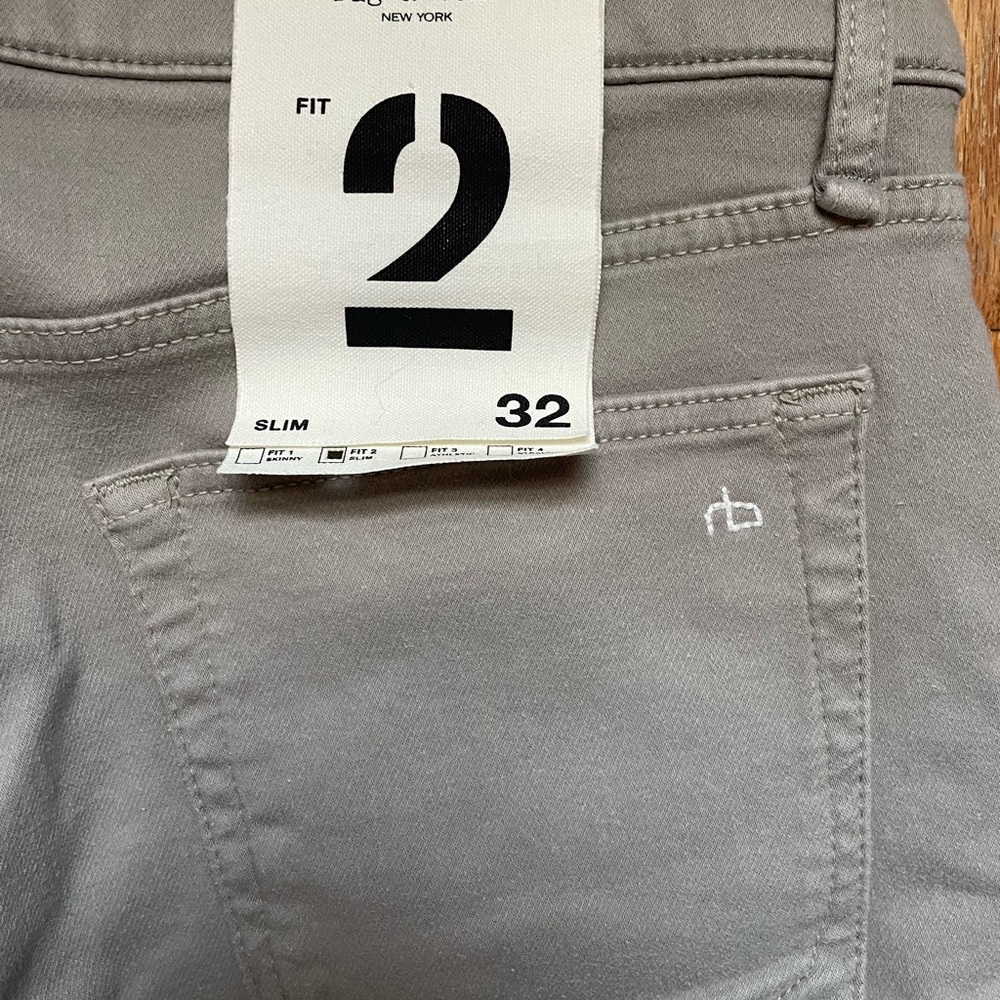 NEW YORK
FIT
2
SLIM 32
FIT 1 FIT 2 FIT 3 FIT 4
SKINNY SLIM
rb